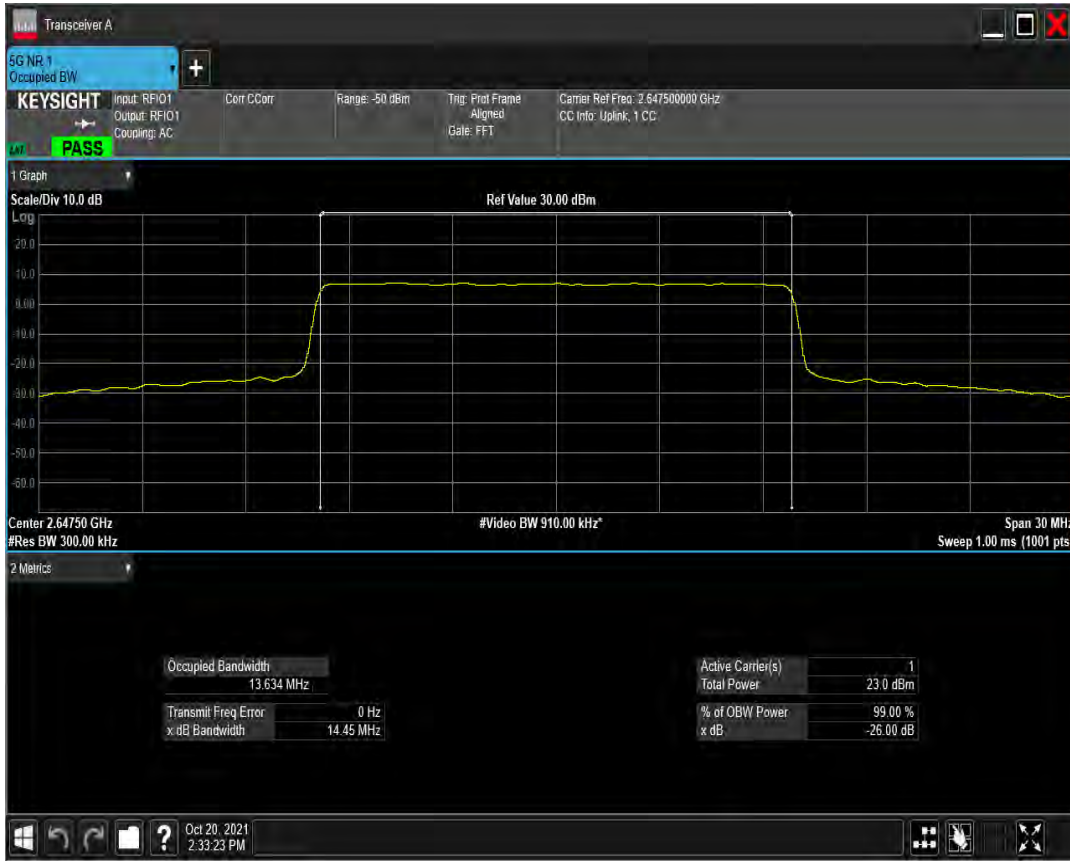 Transceiver A
5G NR 1
Occupied BW
+
KEYSIGHT
Input: RFIO1
Output: RFIO1
Coupling: AC
Corr CCorr
Range: -50 dBm
Trig: Prot Frame
Aligned
Gate: FFT
Carrier Ref Freq: 2.647500000 GHz
CC Info: Uplink, 1 CC
PASS
1 Graph
Scale/Div 10.0 dB
Ref Value 30.00 dBm
Log
20.0
10.0
0.00
-10.0
-20.0
-30.0
-40.0
-50.0
-60.0
Center 2.64750 GHz
#Video BW 910.00 kHz*
Span 30 MHz
#Res BW 300.00 kHz
Sweep 1.00 ms (1001 pts
2 Metrics
Occupied Bandwidth
13.634 MHz
Transmit Freq Error 0 Hz
x dB Bandwidth 14.45 MHz
Active Carrier(s) 1
Total Power 23.0 dBm
% of OBW Power 99.00 %
x dB -26.00 dB
?
Oct 20, 2021
2:33:23 PM